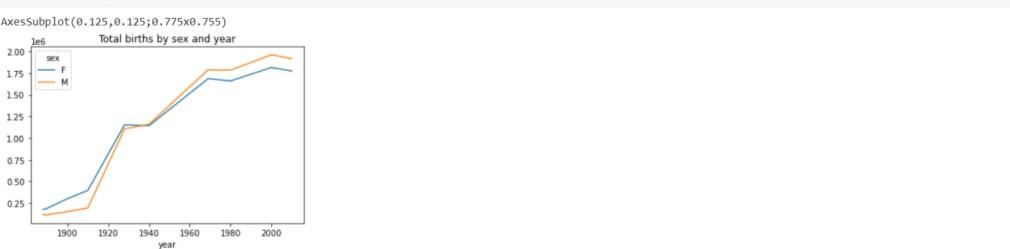 AxesSubplot(0.125,0.125;0.775x0.755)
1e6
Total births by sex and year
sex
F
M
2.00
1.75
1.50
1.25
1.00
0.75
0.50
0.25
1900 1920 1940 1960 1980 2000
year